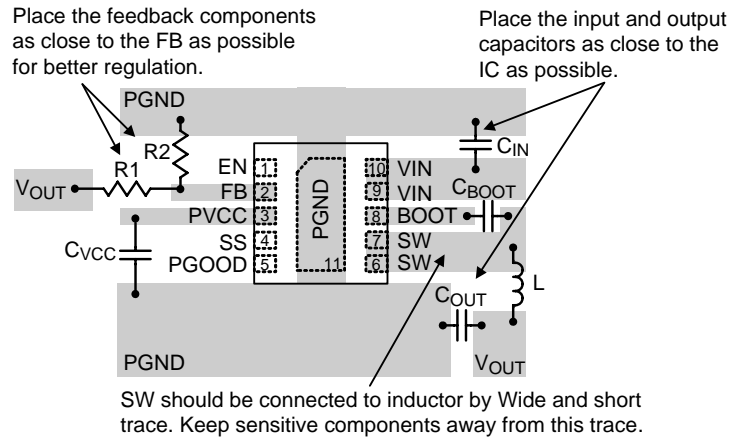 Place the feedback components
as close to the FB as possible
for better regulation.
Place the input and output
capacitors as close to the
IC as possible.
PGND
R2
R1
CIN
EN
1
10
VIN
VOUT
FB
2
9
VIN
CBOOT
PVCC
3
PGND
8
BOOT
SS
4
7
SW
CVCC
PGOOD
5
11
6
SW
L
COUT
PGND
VOUT
SW should be connected to inductor by Wide and short
trace. Keep sensitive components away from this trace.